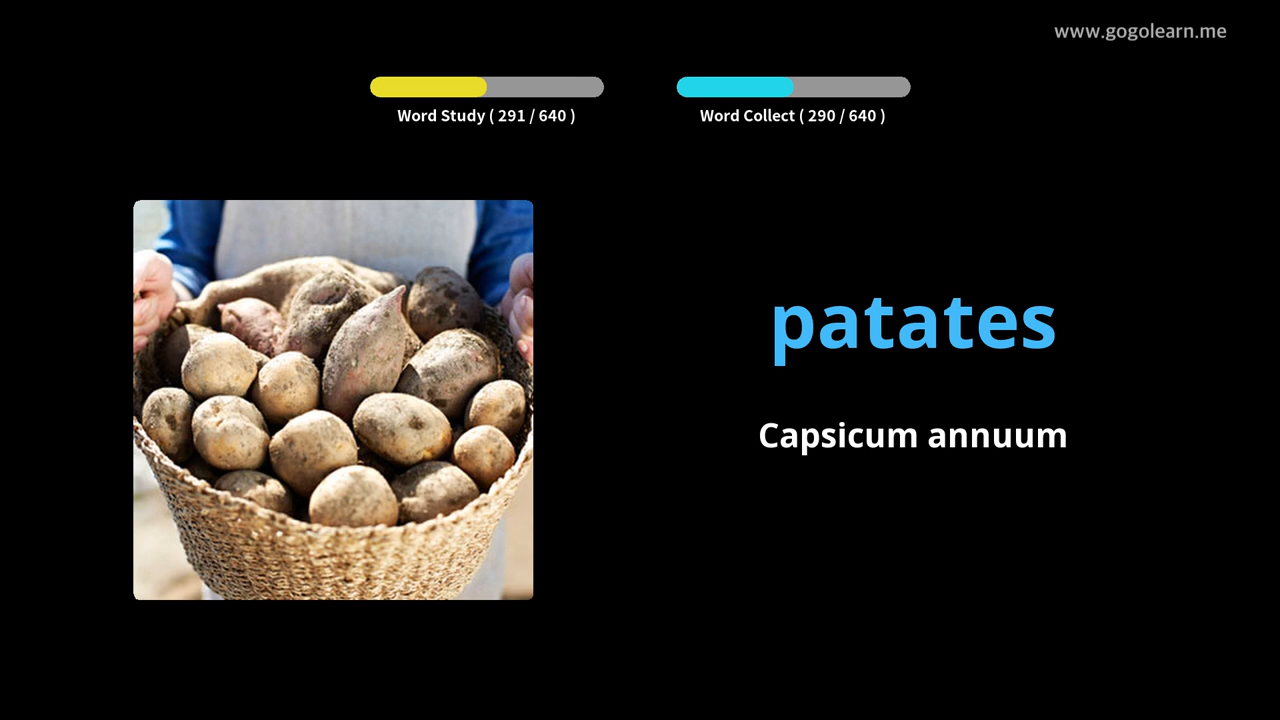 www.gogolearn.me
Word Study ( 291 / 640 )
Word Collect ( 290 / 640 )
patates
Capsicum annuum